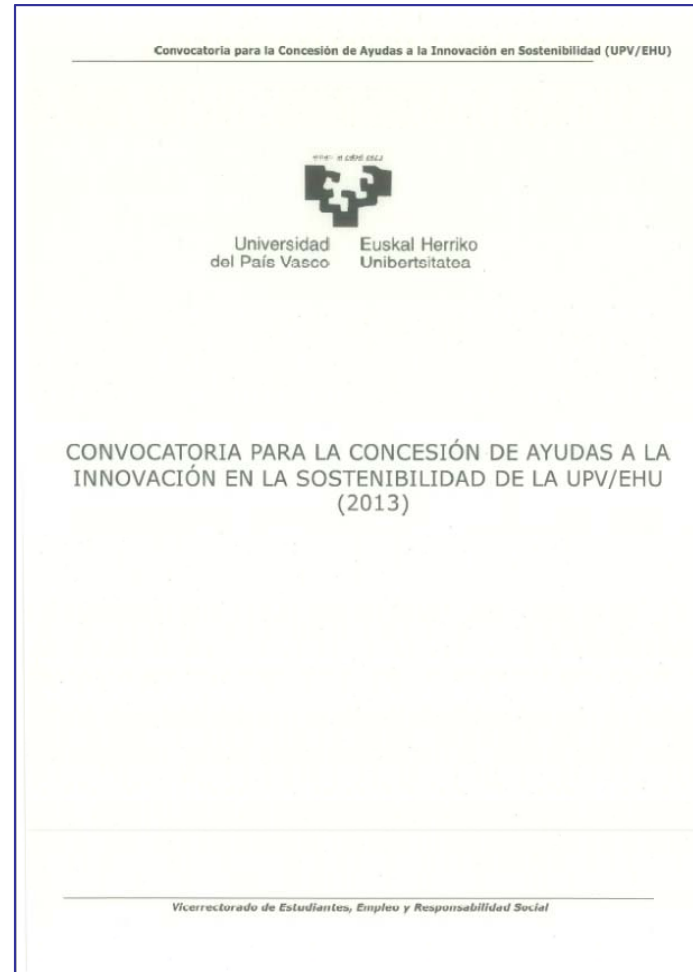 Convocatoria para la Concesión de Ayudas a la Innovación en Sostenibilidad (UPV/EHU)
Universidad Euskal Herriko
del País Vasco Unibertsitatea
CONVOCATORIA PARA LA CONCESIÓN DE AYUDAS A LA
INNOVACIÓN EN LA SOSTENIBILIDAD DE LA UPV/EHU
(2013)
Vicerrectorado de Estudiantes, Empleo y Responsabilidad Social